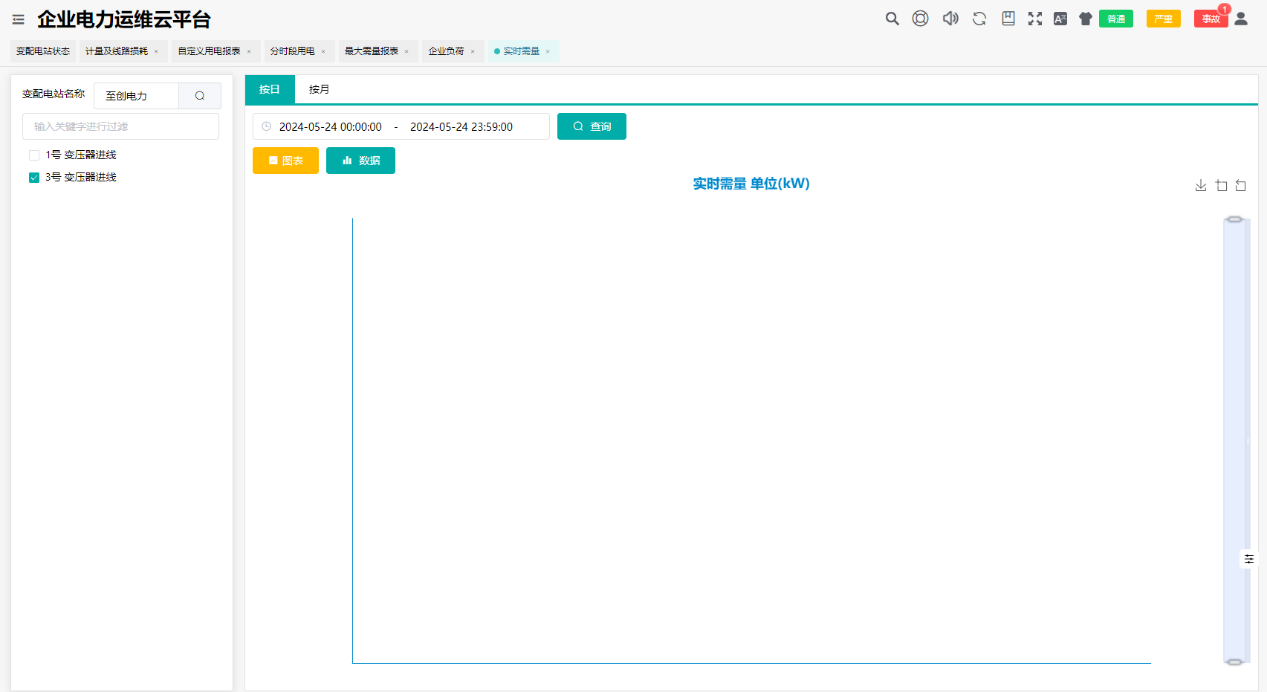 企业电力运维云平台
普通
严重
事故
1
变配电站状态
计量及线路损耗 ×
自定义用电报表 ×
分时段用电 ×
最大需量报表 ×
企业负荷 ×
实时需量 ×
变配电站名称
至创电力
输入关键字进行过滤
1号 变压器进线
3号 变压器进线
按日
按月
2024-05-24 00:00:00 - 2024-05-24 23:59:00
查询
图表
数据
实时需量 单位(kW)